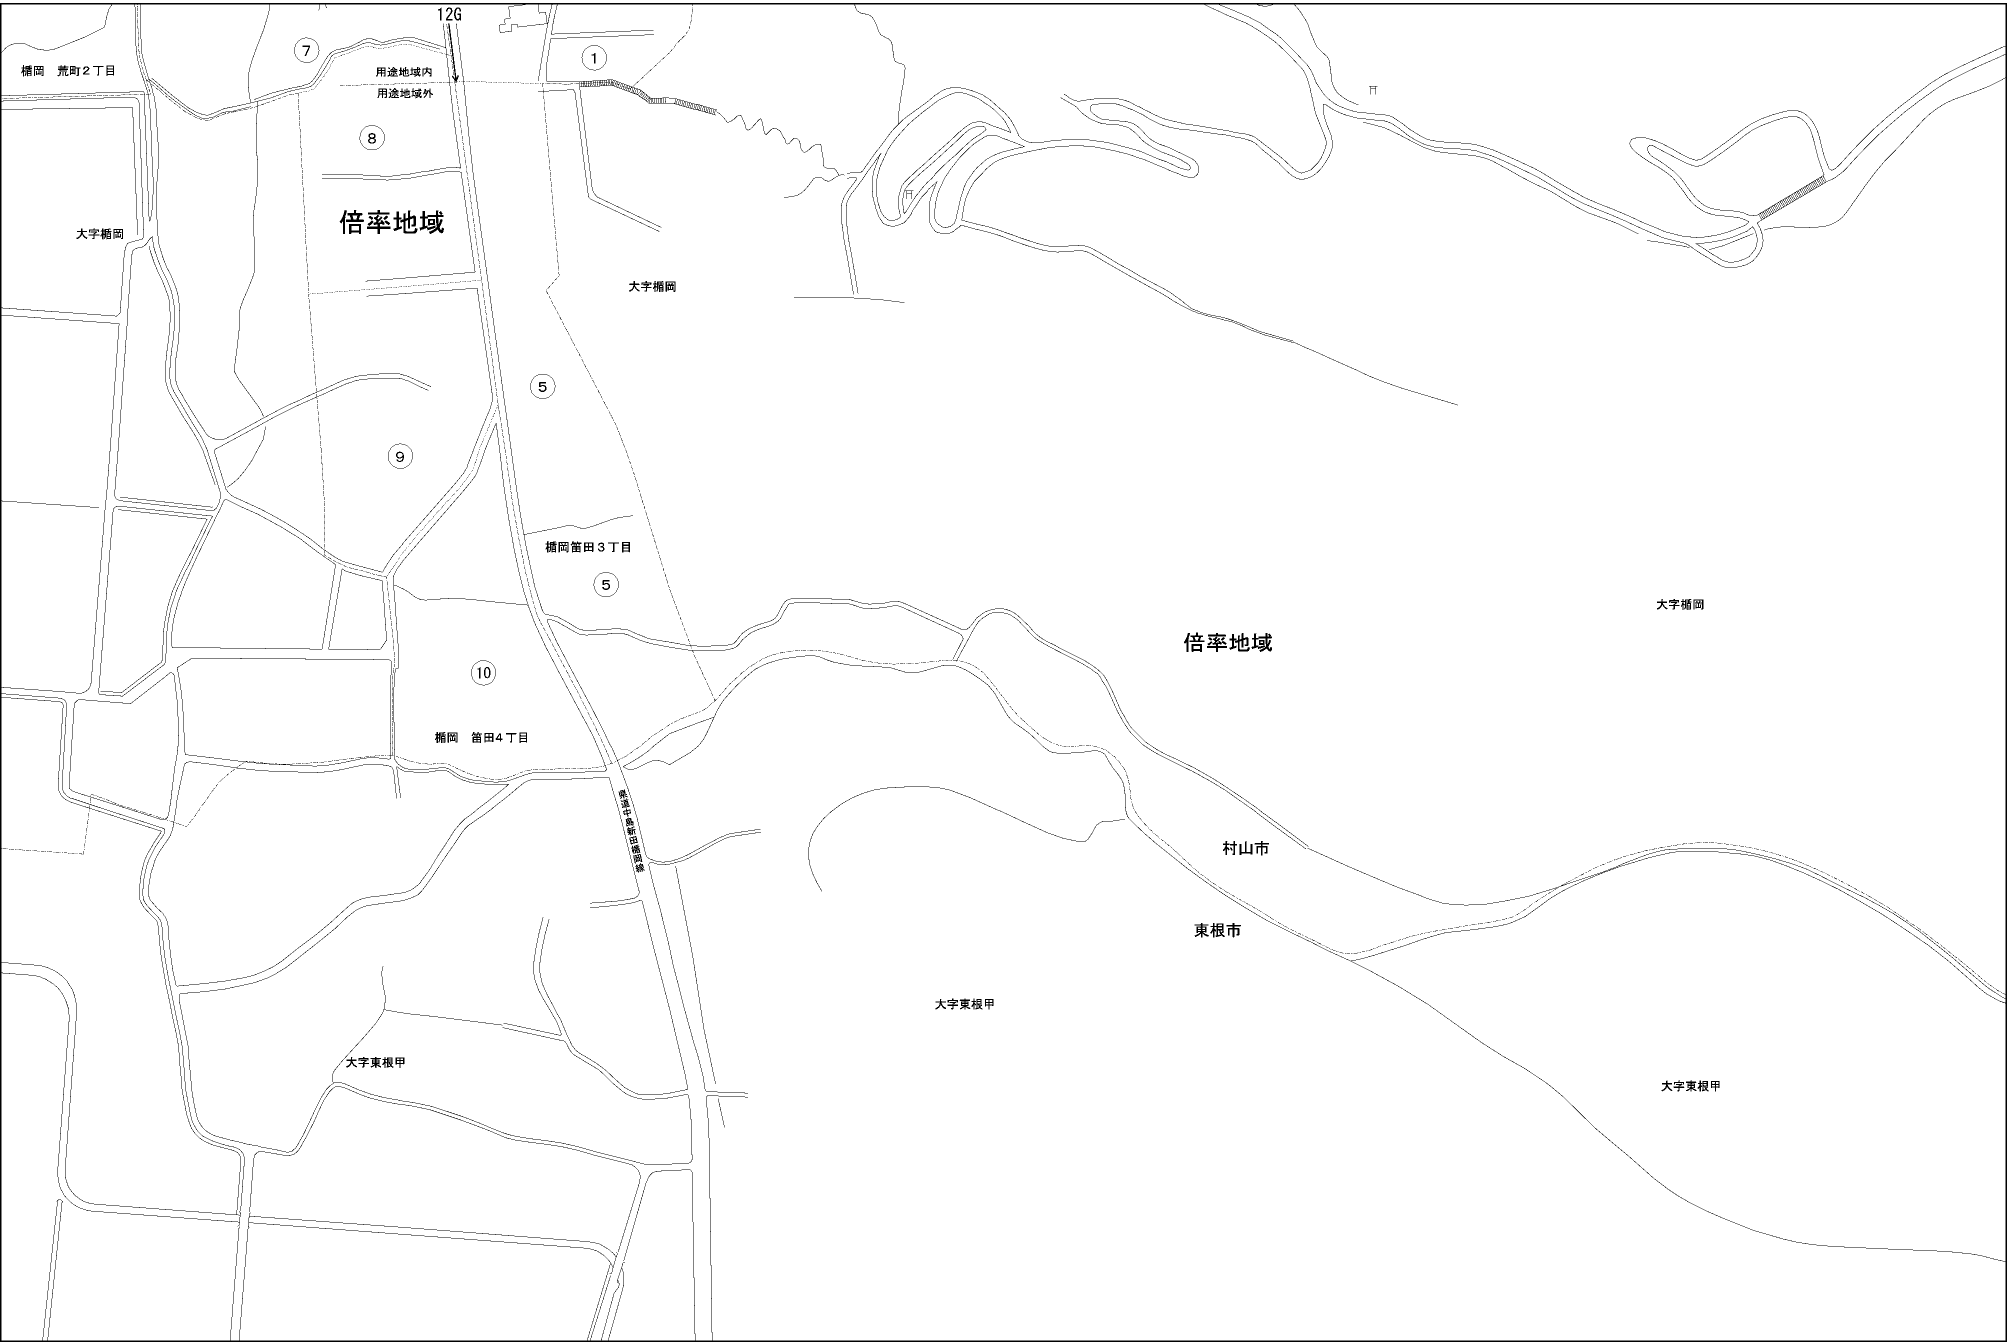 12G
⑦
①
楯岡　荒町２丁目
用途地域内
用途地域外
⑧
倍率地域
大字楯岡
大字楯岡
⑤
⑨
楯岡笛田３丁目
⑤
大字楯岡
倍率地域
⑩
楯岡　笛田４丁目
県道中島新田楯岡線
村山市
東根市
大字東根甲
大字東根甲
大字東根甲